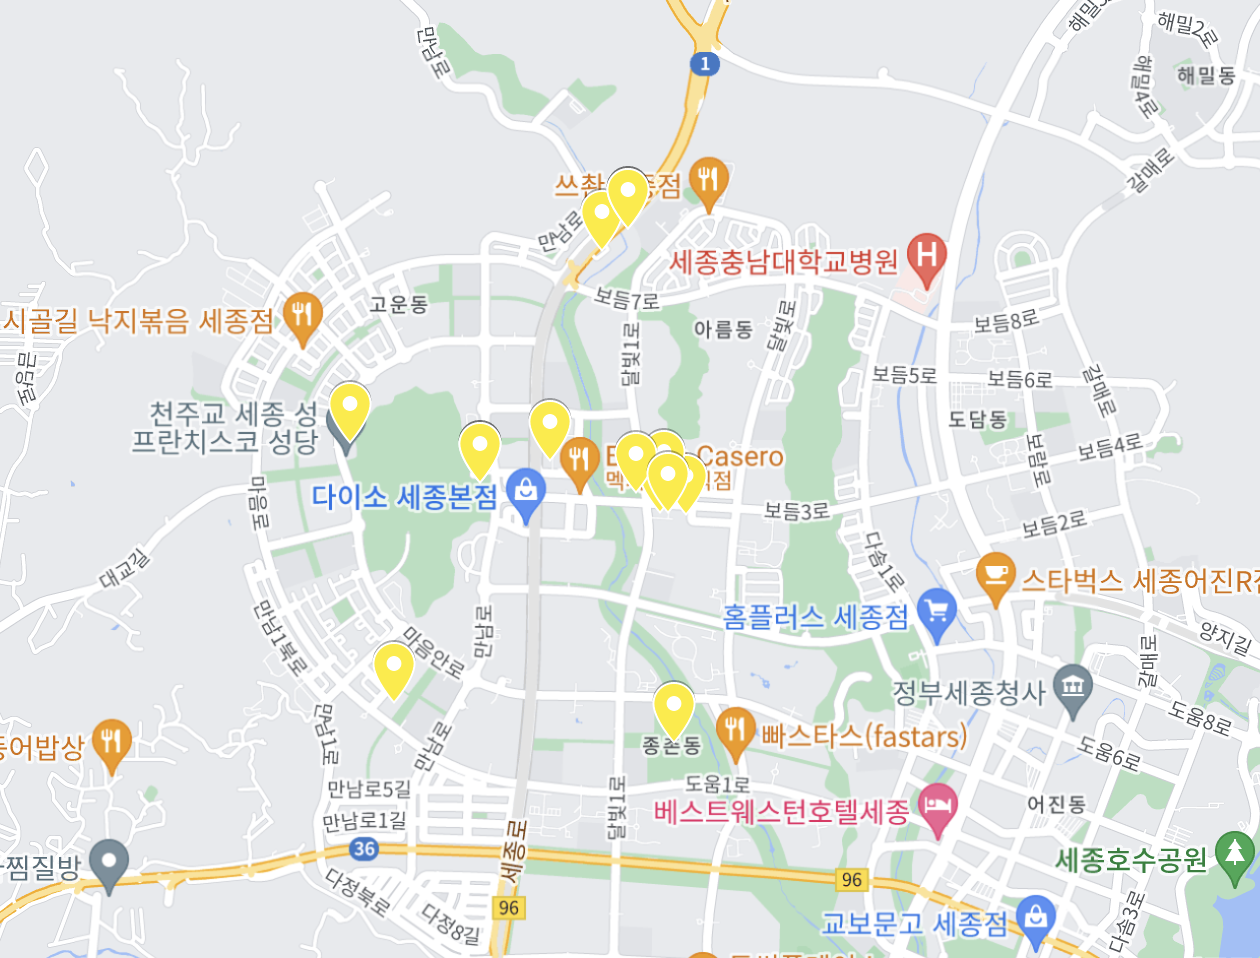 해밀2로
만남로
1
해밀4로
해밀동
갈매로
만남로
세종충남대학교병원
보듬7로
고운동
시골길 낙지볶음 세종점
아름동
달빛로
보듬8로
달빛1로
보듬5로
보듬6로
갈매로
천주교 세종 성
프란치스코 성당
도담동
보듬4로
보람로
Casero
다이소 세종본점
마음로
보듬3로
보듬2로
다솜1로
대교길
스타벅스 세종어진R
홈플러스 세종점
만남1북로
마음안로
만남로
양지길
갈매로
정부세종청사
도움8로
만남1로
만남로
종촌동
빠스타스(fastars)
도움6로
어밥상
만남로5길
도움1로
어진동
만남로1길
달빛1로
베스트웨스턴호텔세종
36
세종로
찜질방
세종호수공원
96
다정북로
96
다정8길
교보문고 세종점
다솜3로